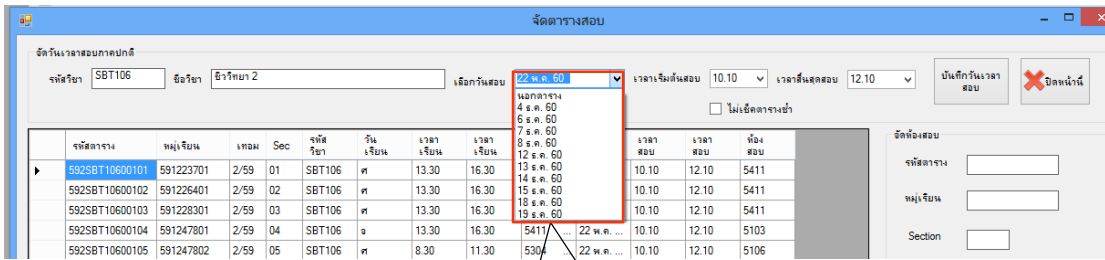 จัดตารางสอบ
จัดวันเวลาสอบภาคปกติ
รหัสวิชา SBT106 ชื่อวิชา ชีววิทยา 2 เลือกวันสอบ 22 พ.ค. 60 เวลาเริ่มต้นสอบ 10.10 เวลาสิ้นสุดสอบ 12.10 บันทึกวันเวลาสอบ ปิดหน้านี้
ไม่เช็คตารางซ้ำ
นอกตาราง
4 ธ.ค. 60
6 ธ.ค. 60
7 ธ.ค. 60
8 ธ.ค. 60
12 ธ.ค. 60
13 ธ.ค. 60
14 ธ.ค. 60
15 ธ.ค. 60
18 ธ.ค. 60
19 ธ.ค. 60
รหัสตาราง หมู่เรียน เทอม Sec รหัสวิชา วันเรียน เวลาเรียน เวลาเรียน เวลาสอบ เวลาสอบ ห้องสอบ
592SBT10600101 591223701 2/59 01 SBT106 ศ 13.30 16.30 10.10 12.10 5411
592SBT10600102 591226401 2/59 02 SBT106 ศ 13.30 16.30 10.10 12.10 5411
592SBT10600103 591228301 2/59 03 SBT106 ศ 13.30 16.30 10.10 12.10 5411
592SBT10600104 591247801 2/59 04 SBT106 จ 13.30 16.30 5411 ... 22 พ.ค. ... 10.10 12.10 5103
592SBT10600105 591247802 2/59 05 SBT106 ศ 8.30 11.30 5304 ... 22 พ.ค. ... 10.10 12.10 5106
จัดห้องสอบ
รหัสตาราง
หมู่เรียน
Section